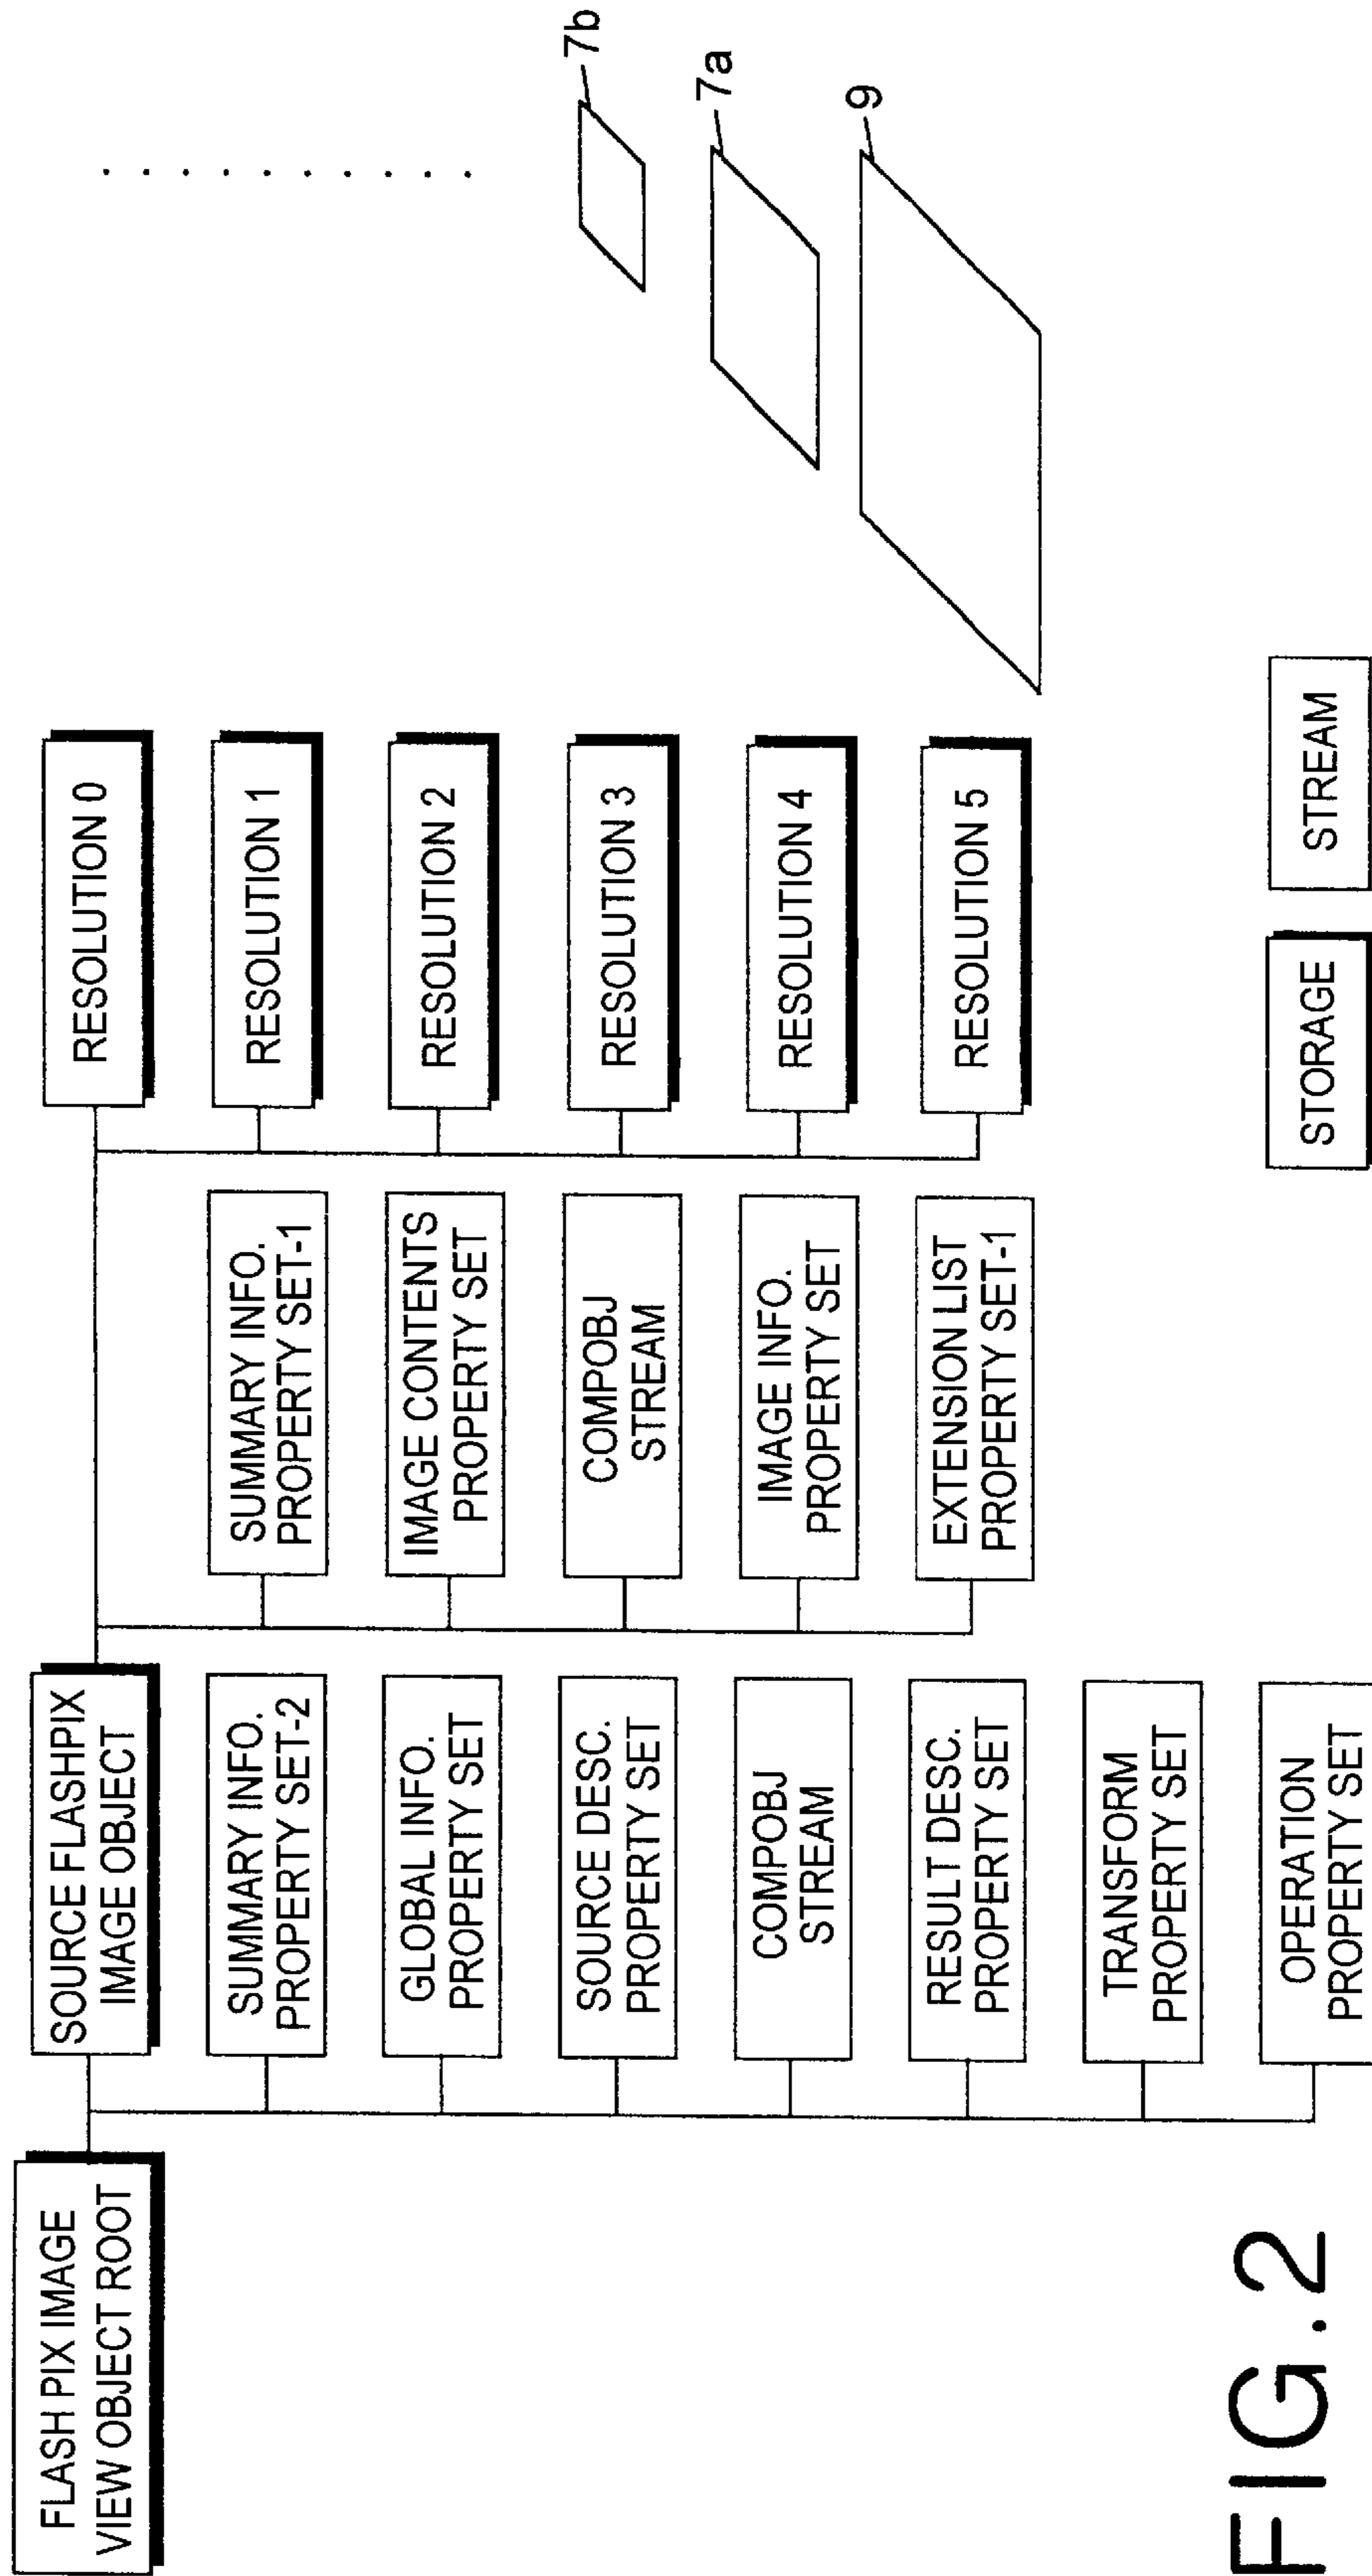 FLASH PIX IMAGE
VIEW OBJECT ROOT
SOURCE FLASHPIX
IMAGE OBJECT
SUMMARY INFO.
PROPERTY SET-2
GLOBAL INFO.
PROPERTY SET
SOURCE DESC.
PROPERTY SET
COMPOBJ
STREAM
RESULT DESC.
PROPERTY SET
TRANSFORM
PROPERTY SET
OPERATION
PROPERTY SET
SUMMARY INFO.
PROPERTY SET-1
IMAGE CONTENTS
PROPERTY SET
COMPOBJ
STREAM
IMAGE INFO.
PROPERTY SET
EXTENSION LIST
PROPERTY SET-1
RESOLUTION 0
RESOLUTION 1
RESOLUTION 2
RESOLUTION 3
RESOLUTION 4
RESOLUTION 5
7b
7a
9
STORAGE
STREAM
FIG.2